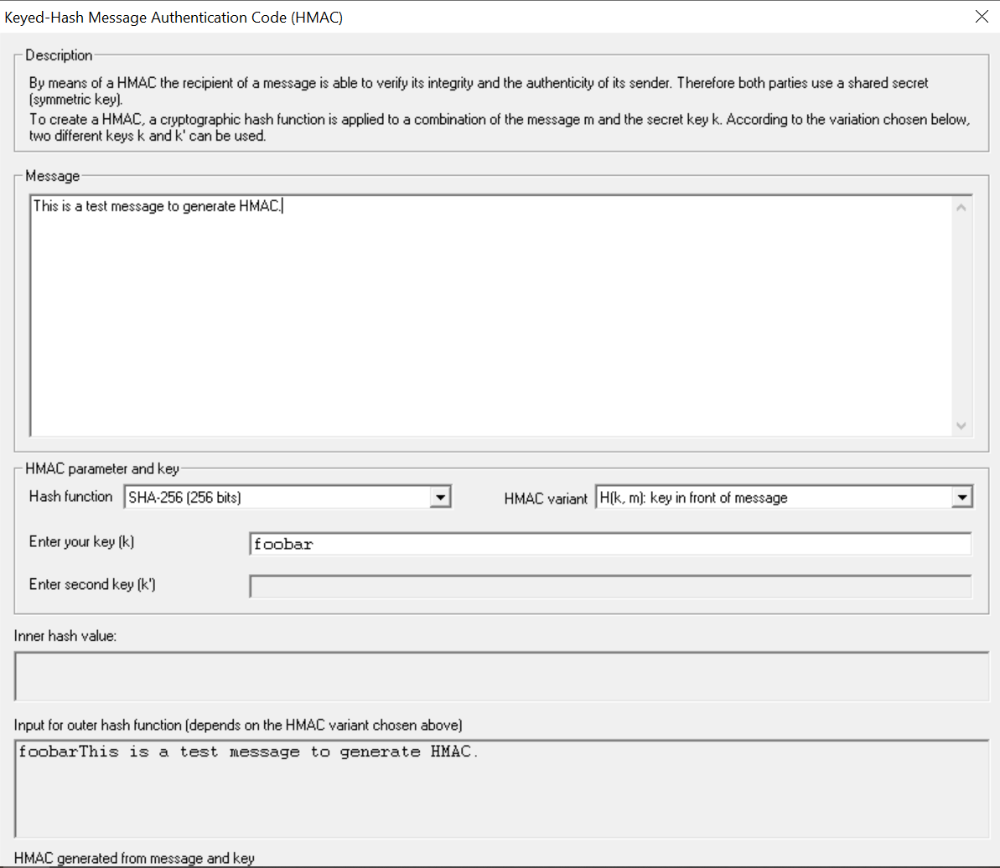 Keyed-Hash Message Authentication Code (HMAC)
Description
By means of a HMAC the recipient of a message is able to verify its integrity and the authenticity of its sender. Therefore both parties use a shared secret
(symmetric key).
To create a HMAC, a cryptographic hash function is applied to a combination of the message m and the secret key k. According to the variation chosen below,
two different keys k and k' can be used.
Message
This is a test message to generate HMAC.
HMAC parameter and key
Hash function SHA-256 (256 bits) HMAC variant H(k, m): key in front of message
Enter your key (k) foobar
Enter second key (k')
Inner hash value:
Input for outer hash function (depends on the HMAC variant chosen above)
foobarThis is a test message to generate HMAC.
HMAC generated from message and key